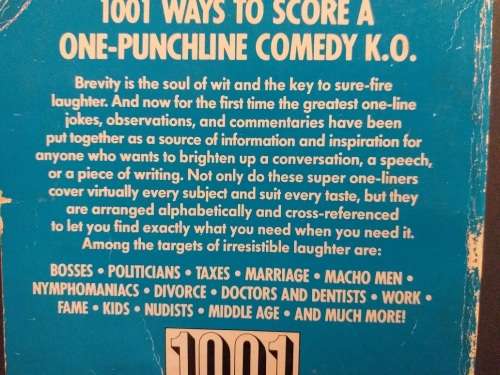 1001 WAYS TO SCORE A
ONE-PUNCHLINE COMEDY K.O.
Brevity is the soul of wit and the key to sure-fire
laughter. And now for the first time the greatest one-line
jokes, observations, and commentaries have been
put together as a source of information and inspiration for
anyone who wants to brighten up a conversation, a speech,
or a piece of writing. Not only do these super one-liners
cover virtually every subject and suit every taste, but they
are arranged alphabetically and cross-referenced
to let you find exactly what you need when you need it.
Among the targets of irresistible laughter are:
BOSSES • POLITICIANS • TAXES • MARRIAGE • MACHO MEN •
NYMPHOMANIACS • DIVORCE • DOCTORS AND DENTISTS • WORK •
FAME • KIDS • NUDISTS • MIDDLE AGE • AND MUCH MORE!
1001